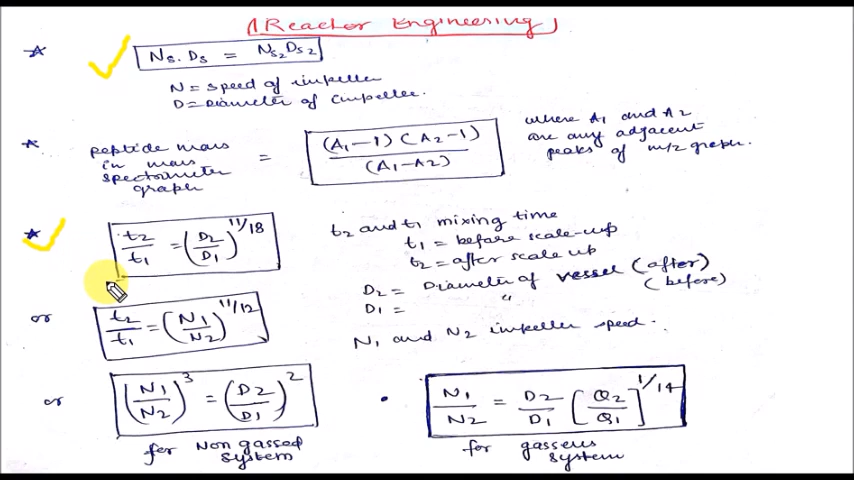 (Reactor Engineering)
* Ns. Ds = Ns2 Ds2
N = speed of impeller
D = Diameter of impeller.
* peptide mass in mass spectrometer graph = (A1-1) (A2-1) / (A1-A2)
where A1 and A2 are any adjacent peaks of m/z graph.
* t2/t1 = (D2/D1)^11/18
t2 and t1 mixing time
t1 = before scale-up
t2 = after scale up
D2 = Diameter of vessel (after)
D1 = " (before)
or t2/t1 = (N1/N2)^11/12
N1 and N2 impeller speed.
or (N1/N2)^3 = (D2/D1)^2
for Non gassed system
• N1/N2 = D2/D1 [Q2/Q1]^1/14
for gasserus system